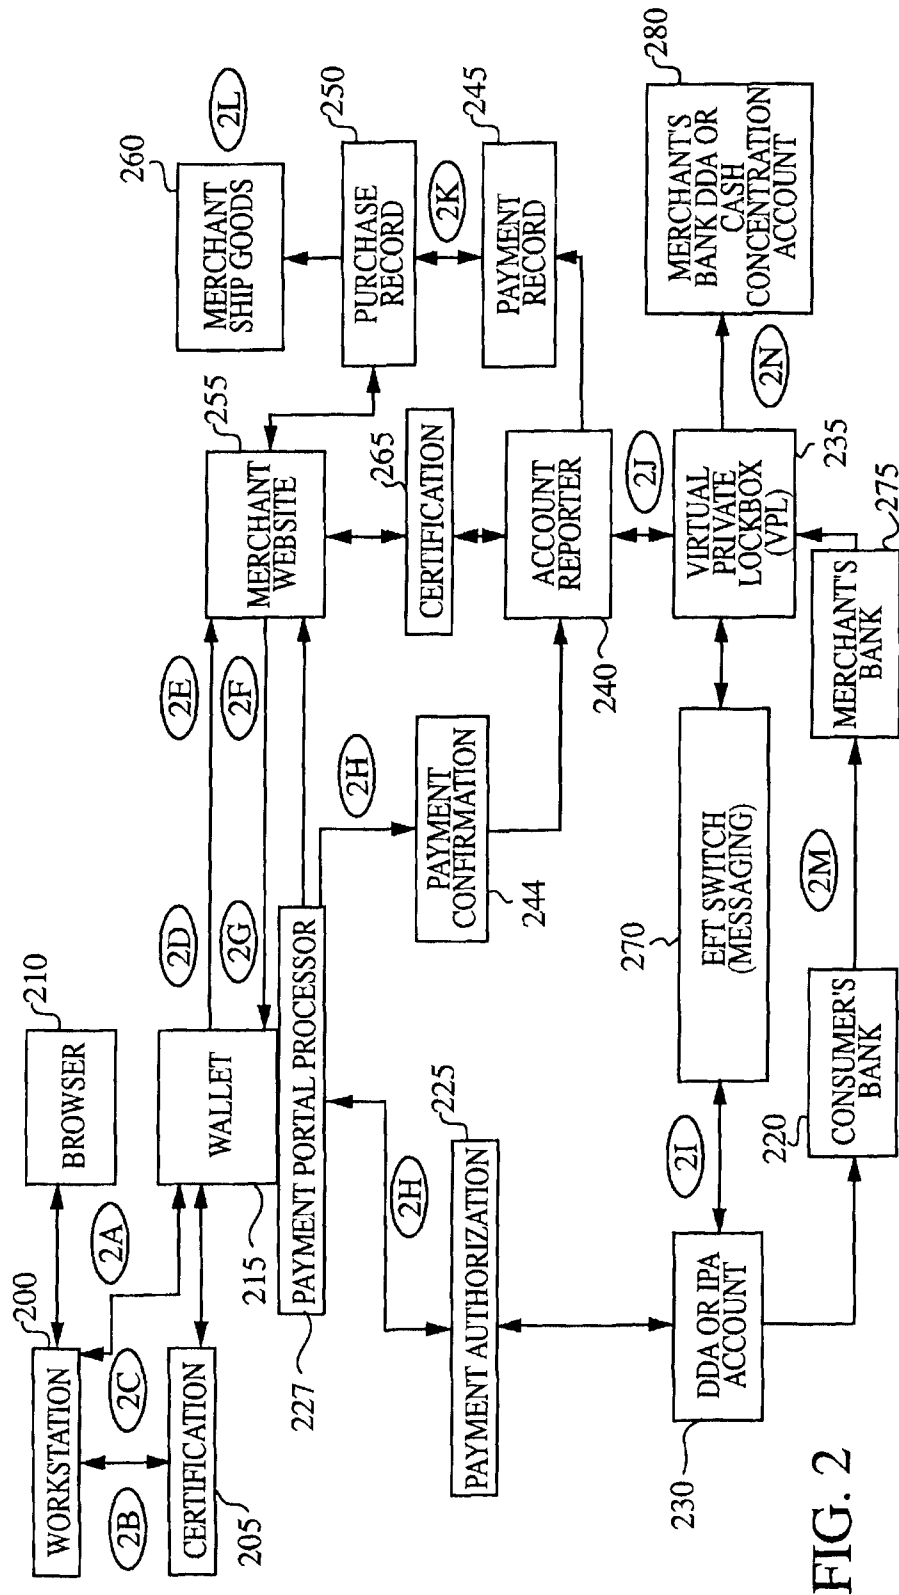 200
WORKSTATION
2B
CERTIFICATION
205
2A
2C
210
BROWSER
WALLET
215
PAYMENT PORTAL PROCESSOR
227
2D
2E
2G
2F
255
MERCHANT
WEBSITE
260
MERCHANT
SHIP GOODS
2L
250
PURCHASE
RECORD
2K
245
PAYMENT
RECORD
265
CERTIFICATION
2H
PAYMENT
CONFIRMATION
244
ACCOUNT
REPORTER
240
2H
225
PAYMENT AUTHORIZATION
2J
230
DDA OR IPA
ACCOUNT
2I
270
EFT SWITCH
(MESSAGING)
VIRTUAL
PRIVATE
LOCKBOX
(VPL)
235
2N
280
MERCHANT'S
BANK DDA OR
CASH
CONCENTRATION
ACCOUNT
220
CONSUMER'S
BANK
2M
MERCHANT'S
BANK
275
FIG. 2